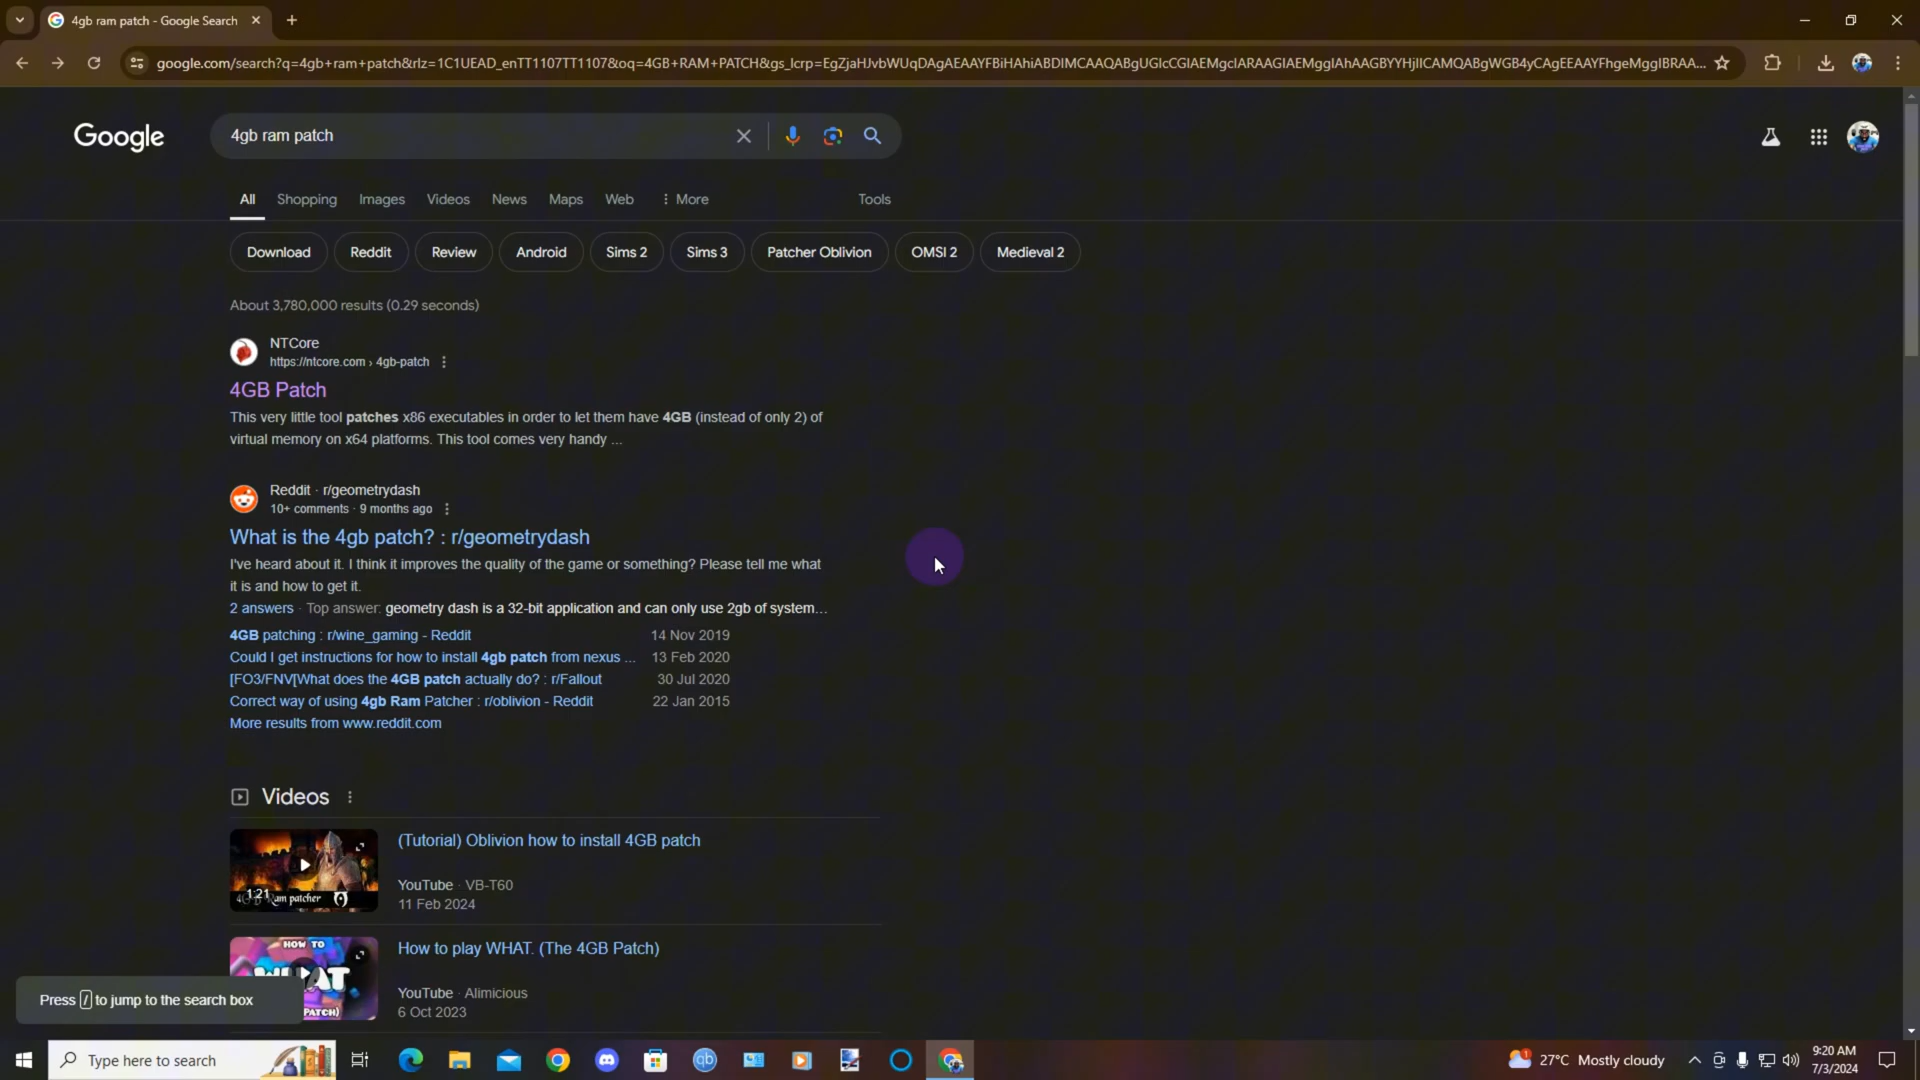 4gb ram patch - Google Search
google.com/search?q=4gb+ram+patch&rlz=1C1UEAD_enTT1107TT1107&oq=4GB+RAM+PATCH&gs_lcrp=EgZjaHJvbWUqDAgAEAAYFBiHAhiABDIMCAAQABgUGIcCGIAEMgcIARAAGIAEMggIAhAAGBYYHjIICAMQABgWGB4yCAgEEAAYFhgeMggIBRAA...
Google
4gb ram patch
All Shopping Images Videos News Maps Web More Tools
Download Reddit Review Android Sims 2 Sims 3 Patcher Oblivion OMSI 2 Medieval 2
About 3,780,000 results (0.29 seconds)
NTCore
https://ntcore.com › 4gb-patch
4GB Patch
This very little tool patches x86 executables in order to let them have 4GB (instead of only 2) of
virtual memory on x64 platforms. This tool comes very handy ...
Reddit · r/geometrydash
10+ comments · 9 months ago
What is the 4gb patch? : r/geometrydash
I've heard about it. I think it improves the quality of the game or something? Please tell me what
it is and how to get it.
2 answers · Top answer: geometry dash is a 32-bit application and can only use 2gb of system...
4GB patching : r/wine_gaming - Reddit 14 Nov 2019
Could I get instructions for how to install 4gb patch from nexus ... 13 Feb 2020
[FO3/FNV]What does the 4GB patch actually do? : r/Fallout 30 Jul 2020
Correct way of using 4gb Ram Patcher : r/oblivion - Reddit 22 Jan 2015
More results from www.reddit.com
Videos
(Tutorial) Oblivion how to install 4GB patch
YouTube · VB-T60
11 Feb 2024
1:21
am patcher
How to play WHAT. (The 4GB Patch)
HOW TO
PATCH)
YouTube · Alimicious
6 Oct 2023
Press / to jump to the search box
Type here to search
27°C Mostly cloudy
9:20 AM
7/3/2024